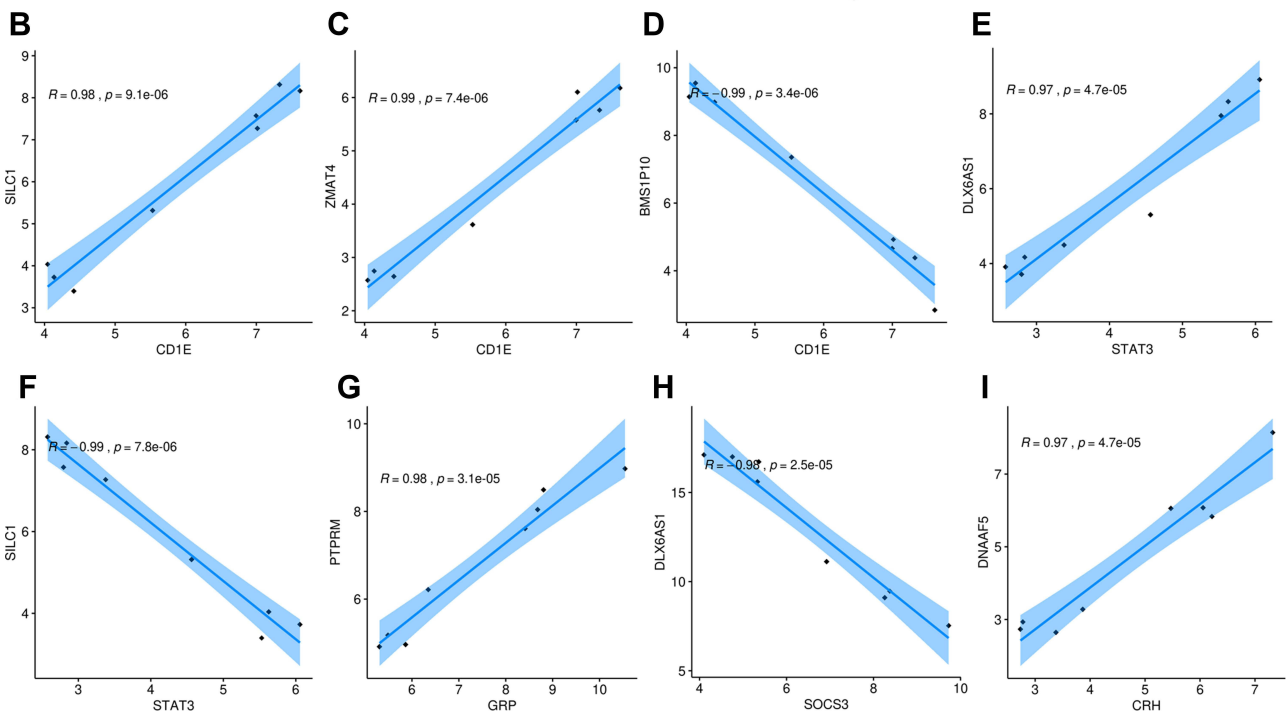 B
R = 0.98 , p = 9.1e-06
SILC1
9
8
7
6
5
4
3
4 5 6 7
CD1E
C
R = 0.99 , p = 7.4e-06
ZMAT4
6
5
4
3
2
4 5 6 7
CD1E
D
R = −0.99 , p = 3.4e-06
BMS1P10
10
8
6
4
4 5 6 7
CD1E
E
R = 0.97 , p = 4.7e-05
DLX6AS1
8
6
4
3 4 5 6
STAT3
F
R = −0.99 , p = 7.8e-06
SILC1
8
6
4
3 4 5 6
STAT3
G
R = 0.98 , p = 3.1e-05
PTPRM
10
8
6
6 7 8 9 10
GRP
H
R = −0.98 , p = 2.5e-05
DLX6AS1
15
10
5
4 6 8 10
SOCS3
I
R = 0.97 , p = 4.7e-05
DNAAF5
7
5
3
3 4 5 6 7
CRH